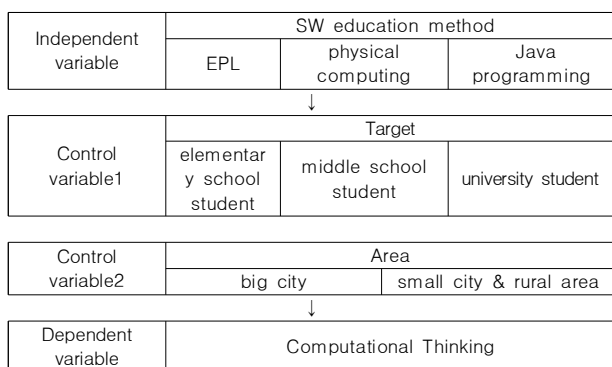 Independent
variable
SW education method
EPL
physical
computing
Java
programming
↓
Control
variable1
Target
elementar
y school
student
middle school
student
university student
Control
variable2
Area
big city
small city & rural area
↓
Dependent
variable
Computational Thinking